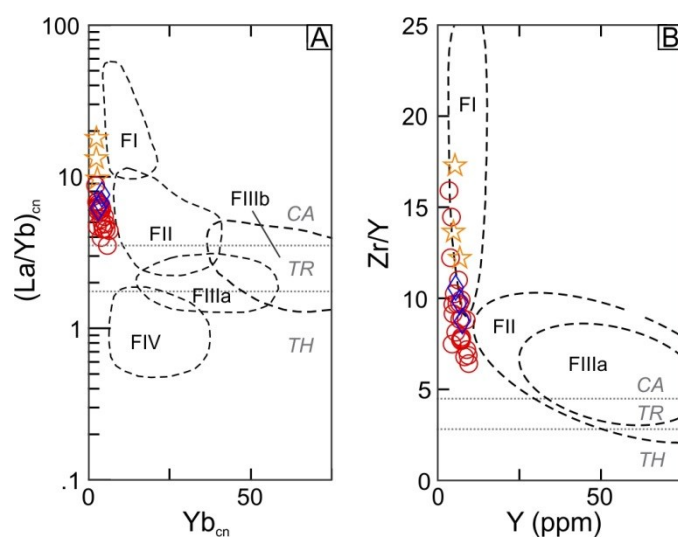 A
100
10
1
.1
(La/Yb)cn
FI
FII
FIIIb
FIIIa
FIV
CA
TR
TH
0
50
Ybcn
B
25
20
15
10
5
0
Zr/Y
FI
FII
FIIIa
CA
TR
TH
0
50
Y (ppm)